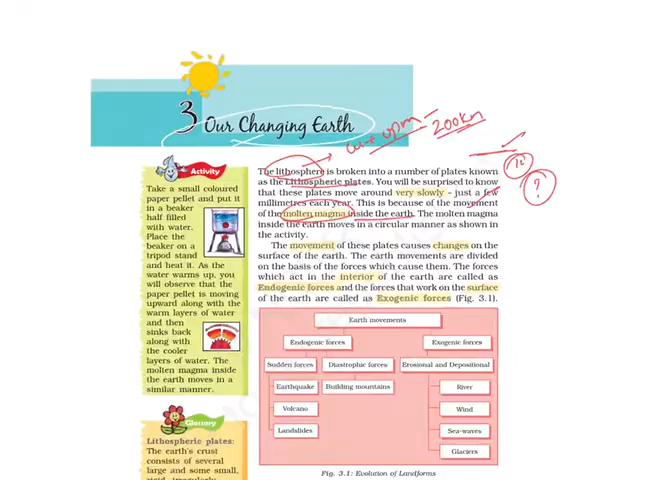 3 Our Changing Earth
Cu + upm = 200Km
The lithosphere is broken into a number of plates known
as the Lithospheric plates. You will be surprised to know
that these plates move around very slowly – just a few
millimetres each year. This is because of the movement
of the molten magma inside the earth. The molten magma
inside the earth moves in a circular manner as shown in
the activity.
The movement of these plates causes changes on the
surface of the earth. The earth movements are divided
on the basis of the forces which cause them. The forces
which act in the interior of the earth are called as
Endogenic forces and the forces that work on the surface
of the earth are called as Exogenic forces (Fig. 3.1).
?
Activity
Take a small coloured
paper pellet and put it
in a beaker
half filled
with water.
Place the
beaker on a
tripod stand
and heat it. As the
water warms up, you
will observe that the
paper pellet is moving
upward along with the
warm layers of water
and then
sinks back
along with
the cooler
layers of water. The
molten magma inside
the earth moves in a
similar manner.
Glossary
Lithospheric plates:
The earth's crust
consists of several
large and some small,
rigid, irregularly
Earth movements
Endogenic forces
Exogenic forces
Sudden forces
Diastrophic forces
Erosional and Depositional
Earthquake
Building mountains
River
Volcano
Wind
Landslides
Sea-waves
Glaciers
Fig. 3.1: Evolution of Landforms